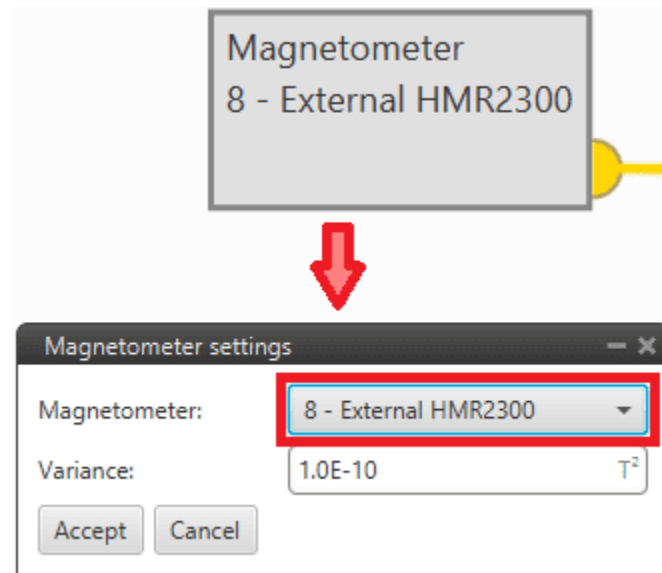 Magnetometer
8 - External HMR2300
Magnetometer settings
Magnetometer: 8 - External HMR2300
Variance: 1.0E-10 T²
Accept Cancel